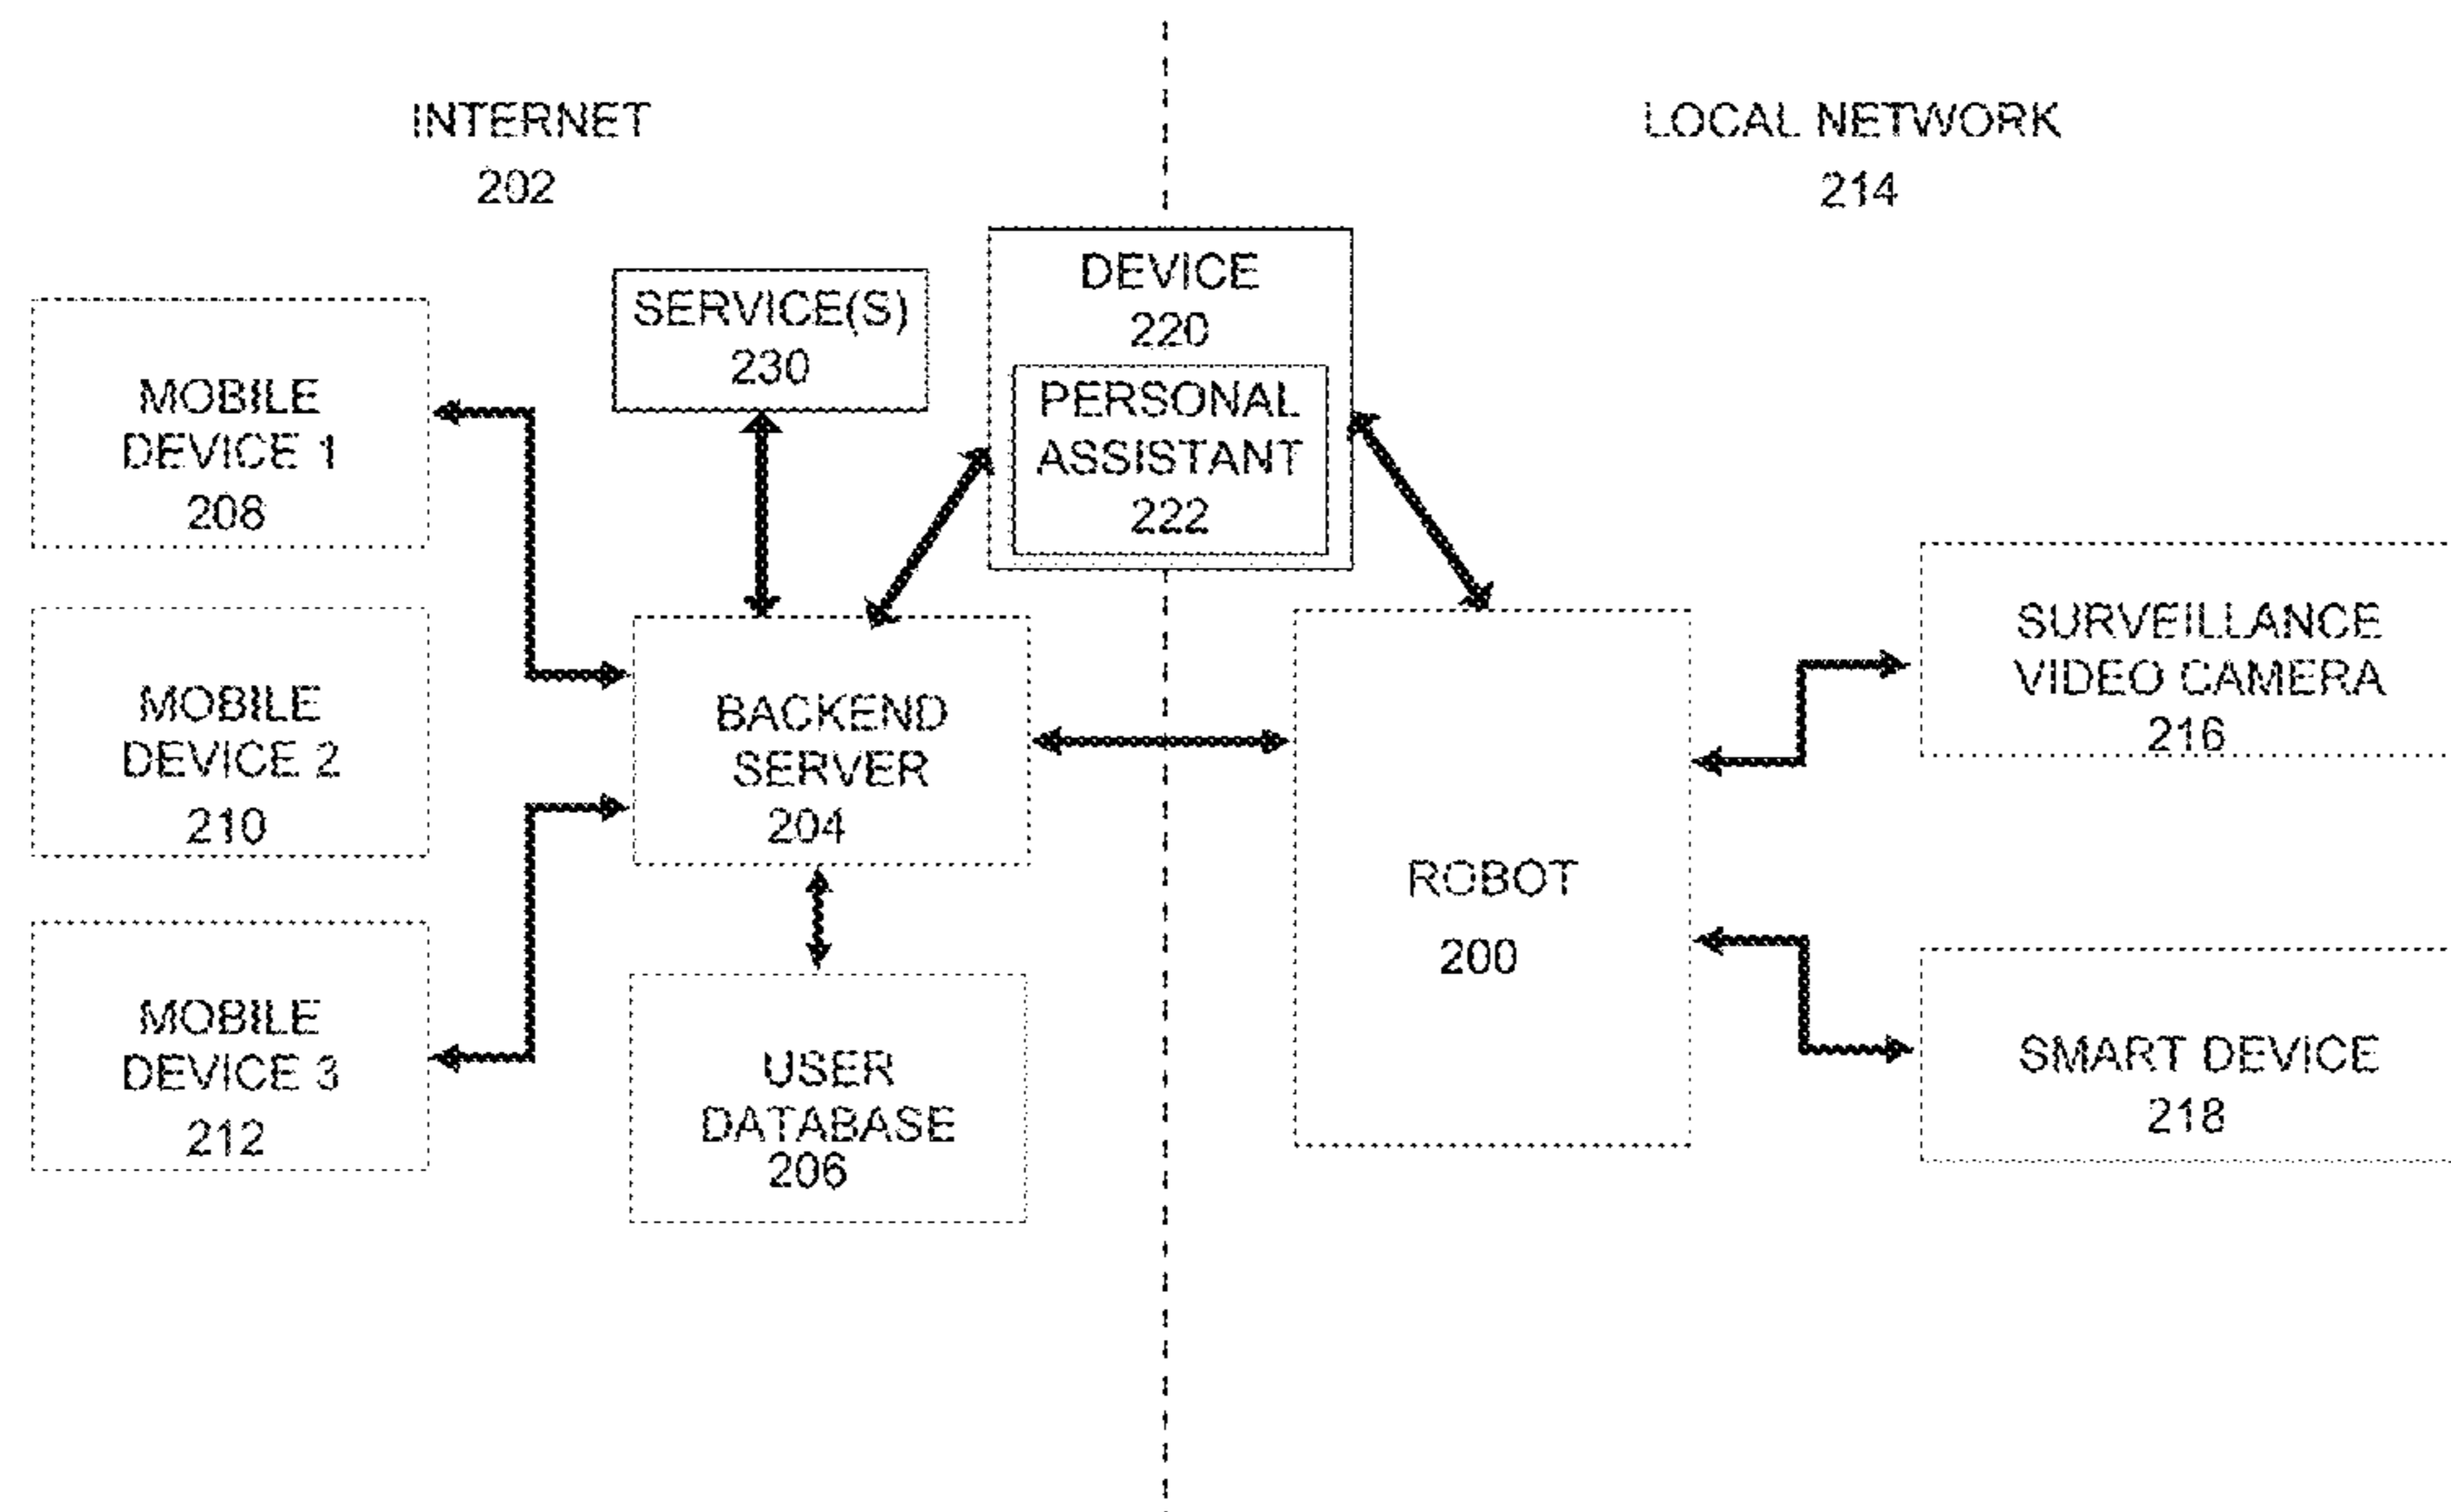 INTERNET
202
LOCAL NETWORK
214
DEVICE
220
PERSONAL
ASSISTANT
222
SERVICE(S)
230
MOBILE
DEVICE 1
208
MOBILE
DEVICE 2
210
MOBILE
DEVICE 3
212
BACKEND
SERVER
204
USER
DATABASE
206
ROBOT
200
SURVEILLANCE
VIDEO CAMERA
216
SMART DEVICE
218